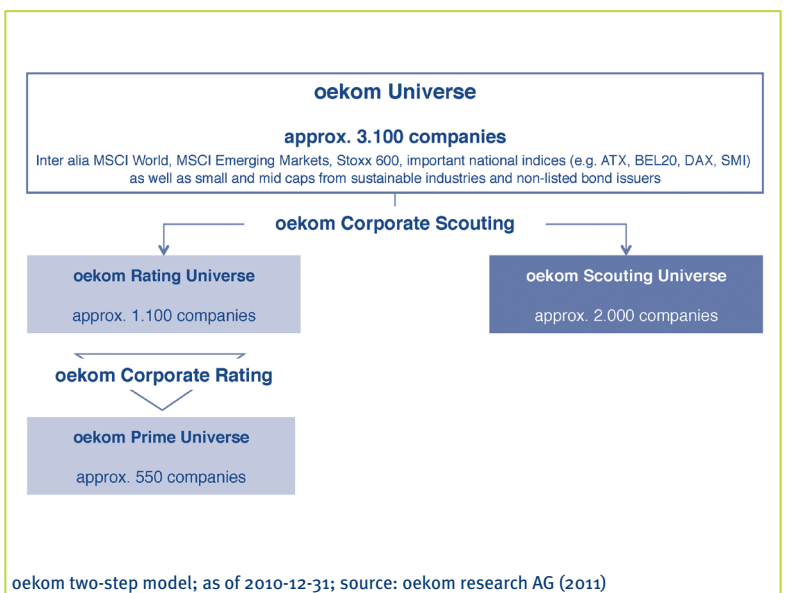 oekom Universe
approx. 3.100 companies
Inter alia MSCI World, MSCI Emerging Markets, Stoxx 600, important national indices (e.g. ATX, BEL20, DAX, SMI)
as well as small and mid caps from sustainable industries and non-listed bond issuers
oekom Corporate Scouting
oekom Rating Universe
approx. 1.100 companies
oekom Scouting Universe
approx. 2.000 companies
oekom Corporate Rating
oekom Prime Universe
approx. 550 companies
oekom two-step model; as of 2010-12-31; source: oekom research AG (2011)